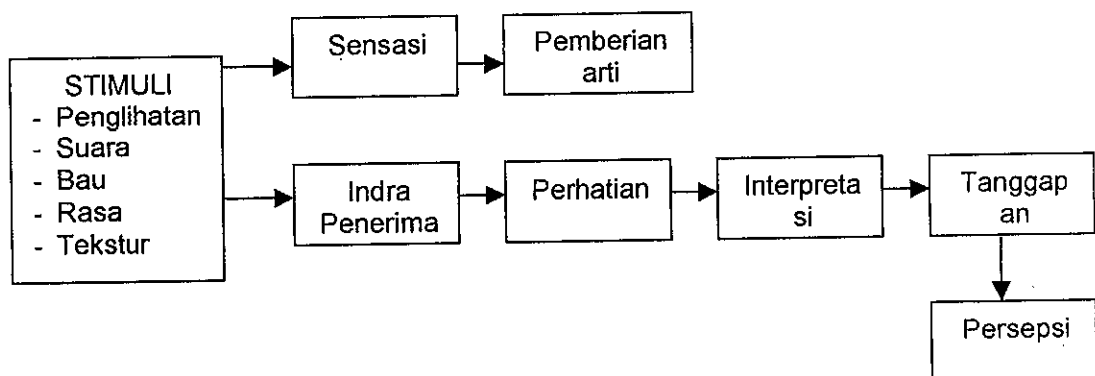 STIMULI
- Penglihatan
- Suara
- Bau
- Rasa
- Tekstur
Sensasi
Pemberian
arti
Indra
Penerima
Perhatian
Interpreta
si
Tanggap
an
Persepsi